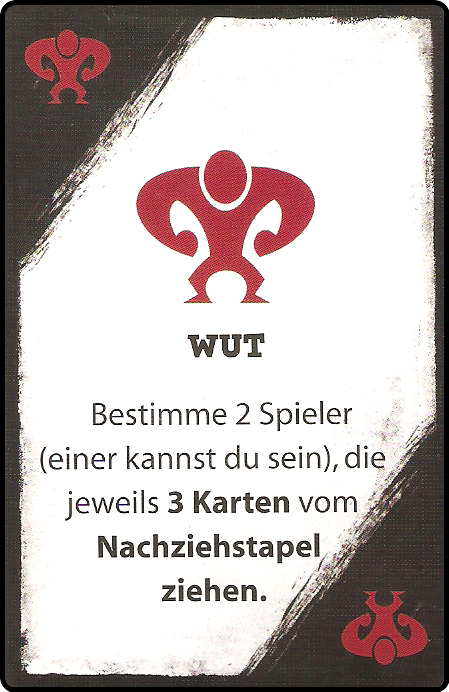 WUT
Bestimme 2 Spieler
(einer kannst du sein), die
jeweils 3 Karten vom
Nachziehstapel
ziehen.